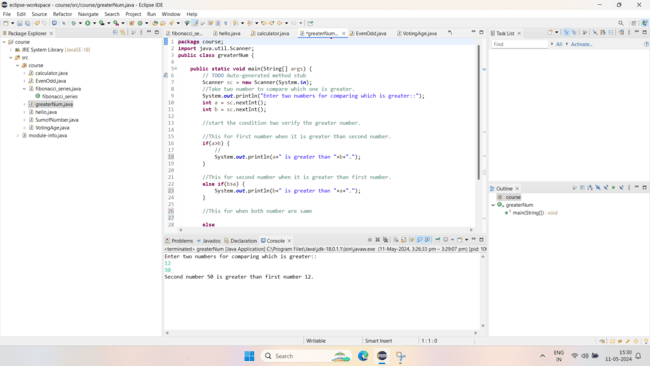 eclipse-workspace - course/src/course/greaterNum.java - Eclipse IDE
File Edit Source Refactor Navigate Search Project Run Window Help
Package Explorer
course
JRE System Library [JavaSE-18]
src
course
calculator.java
EvenOdd.java
fibonacci_series.java
fibonacci_series
greaterNum.java
hello.java
SumofNumber.java
VotingAge.java
module-info.java
fibonacci_se... hello.java calculator.java *greaterNum... EvenOdd.java VotingAge.java
1 package course;
2 import java.util.Scanner;
3 public class greaterNum {
4
5 public static void main(String[] args) {
6 // TODO Auto-generated method stub
7 Scanner sc = new Scanner(System.in);
8 //Take two number to compare which one is greater.
9 System.out.println("Enter two numbers for comparing which is greater::");
10 int a = sc.nextInt();
11 int b = sc.nextInt();
12
13 //start the condition two verify the greater number.
14
15 //This for first number when it is greater than second number.
16 if(a>b) {
17 //
18 System.out.println(a+" is greater than "+b+".");
19 }
20
21 //This for second number when it is greater than first number.
22 else if(b>a) {
23 System.out.println(b+" is greater than "+a+".");
24 }
25
26 //This for when both number are same
27
28 else
Problems Javadoc Declaration Console
<terminated> greaterNum [Java Application] C:\Program Files\Java\jdk-18.0.1.1\bin\javaw.exe (11-May-2024, 3:26:33 pm – 3:29:07 pm) [pid: 10
Enter two numbers for comparing which is greater::
12
50
Second number 50 is greater than first number 12.
Task List
Find All Activate...
Outline
course
greaterNum
main(String[]) : void
Writable Smart Insert 1 : 1 : 0
Search
ENG
IN
15:30
11-05-2024